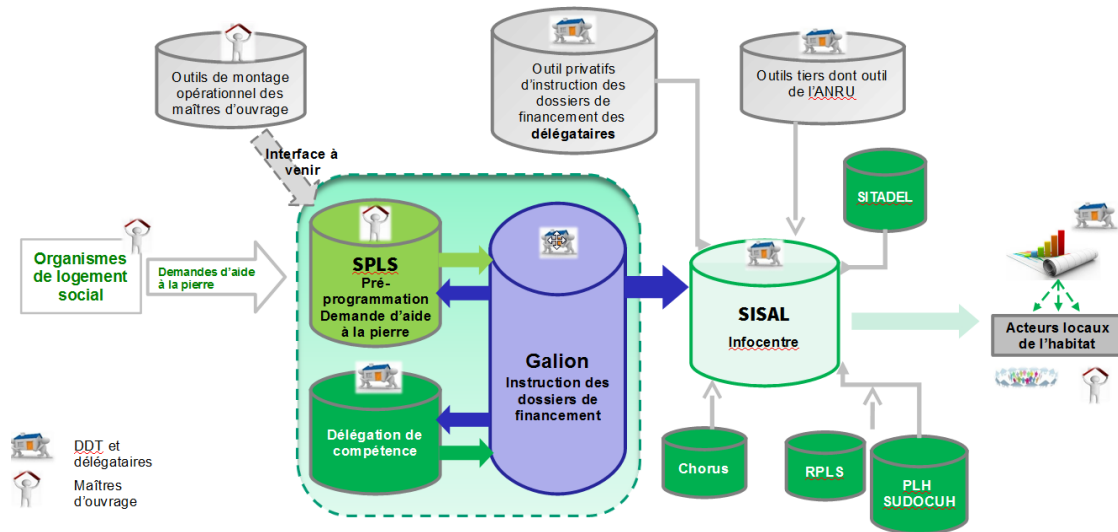 Outils de montage
opérationnel des
maîtres d'ouvrage
Outil privatifs
d'instruction des
dossiers de
financement des
délégataires
Outils tiers dont outil
de l'ANRU
Interface à
venir
SITADEL
Organismes
de logement
social
Demandes d'aide
à la pierre
SPLS
Pré-
programmation
Demande d'aide
à la pierre
Galion
Instruction des
dossiers de
financement
Délégation de
compétence
SISAL
Infocentre
Acteurs locaux
de l'habitat
Chorus
RPLS
PLH
SUDOCUH
DDT et
délégataires
Maîtres
d'ouvrage